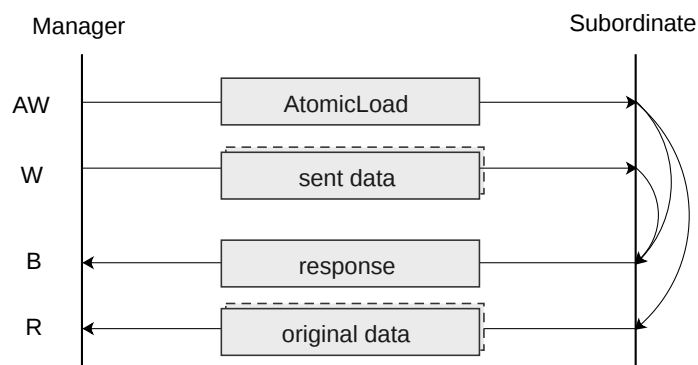 Manager
Subordinate
AW
AtomicLoad
W
sent data
B
response
R
original data